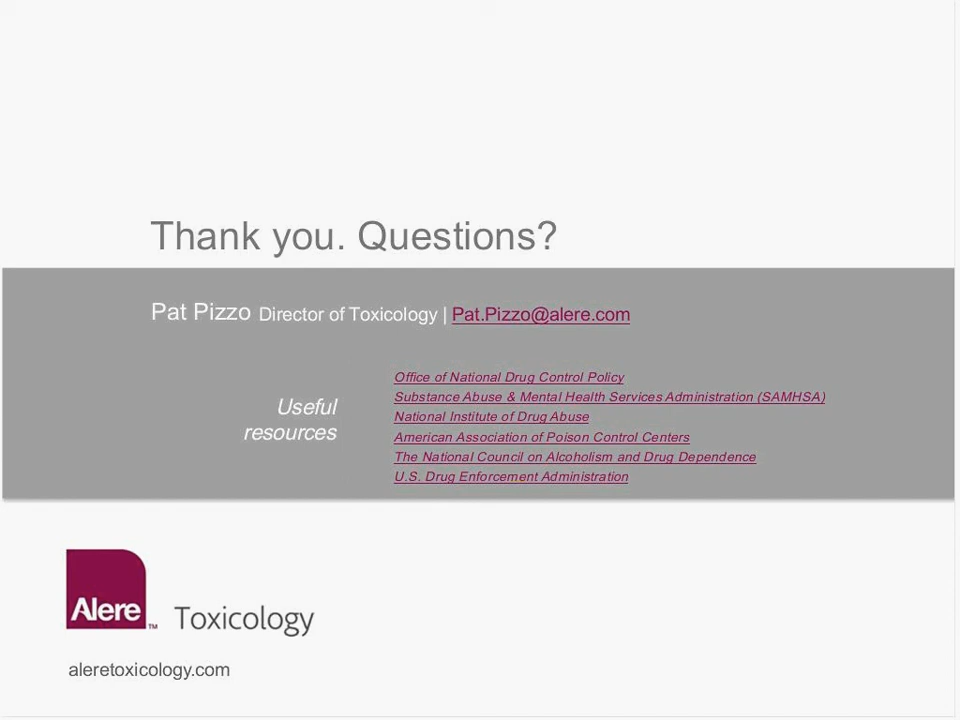 Thank you. Questions?
Pat Pizzo Director of Toxicology | Pat.Pizzo@alere.com
Useful
resources
Office of National Drug Control Policy
Substance Abuse & Mental Health Services Administration (SAMHSA)
National Institute of Drug Abuse
American Association of Poison Control Centers
The National Council on Alcoholism and Drug Dependence
U.S. Drug Enforcement Administration
Alere™ Toxicology
aleretoxicology.com